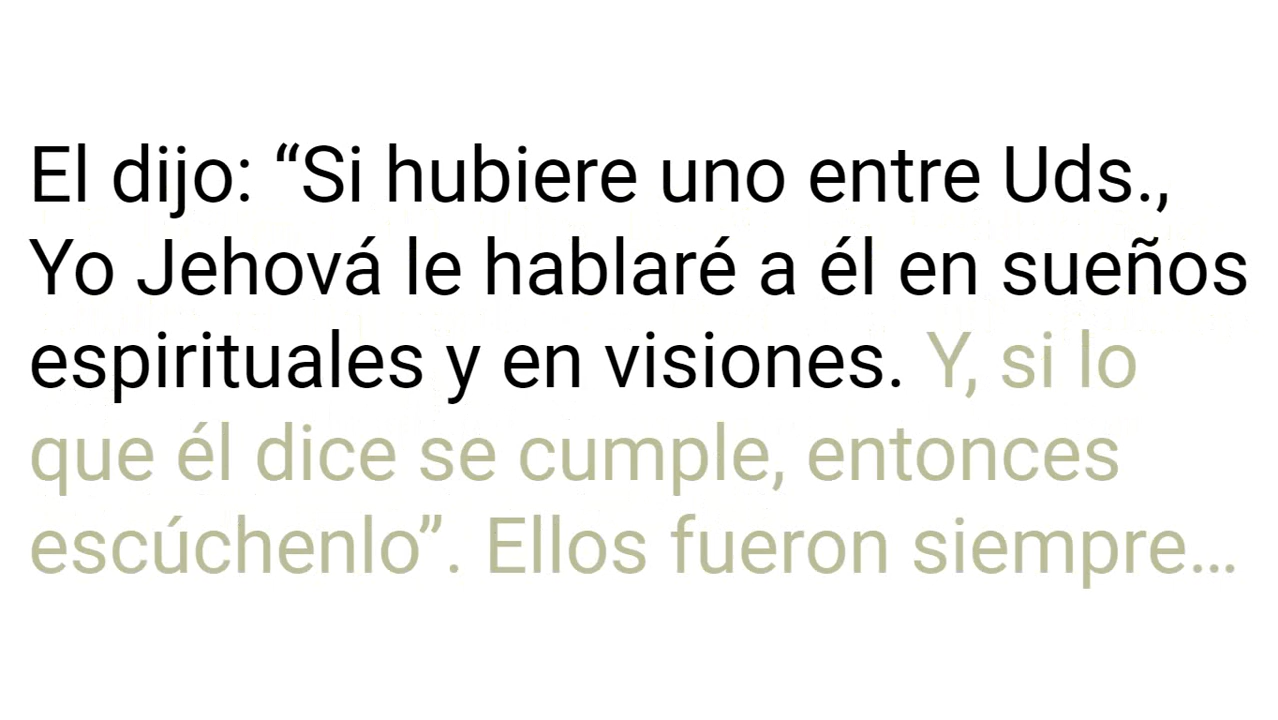 El dijo: “Si hubiere uno entre Uds.,
Yo Jehová le hablaré a él en sueños
espirituales y en visiones. Y, si lo
que él dice se cumple, entonces
escúchenlo”. Ellos fueron siempre…